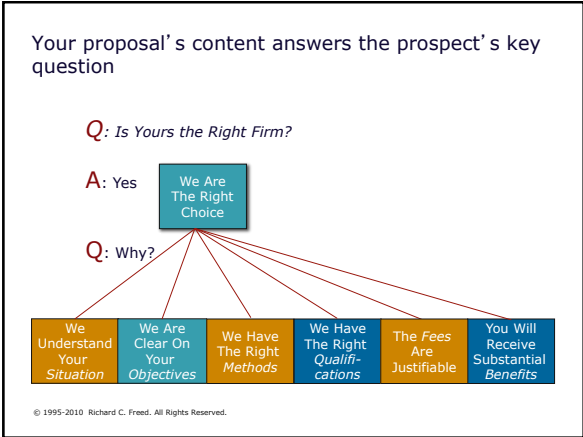 Your proposal's content answers the prospect's key
question
Q: Is Yours the Right Firm?
A: Yes
We Are
The Right
Choice
Q: Why?
We
Understand
Your
Situation
We Are
Clear On
Your
Objectives
We Have
The Right
Methods
We Have
The Right
Qualifi-
cations
The Fees
Are
Justifiable
You Will
Receive
Substantial
Benefits
© 1995-2010 Richard C. Freed. All Rights Reserved.